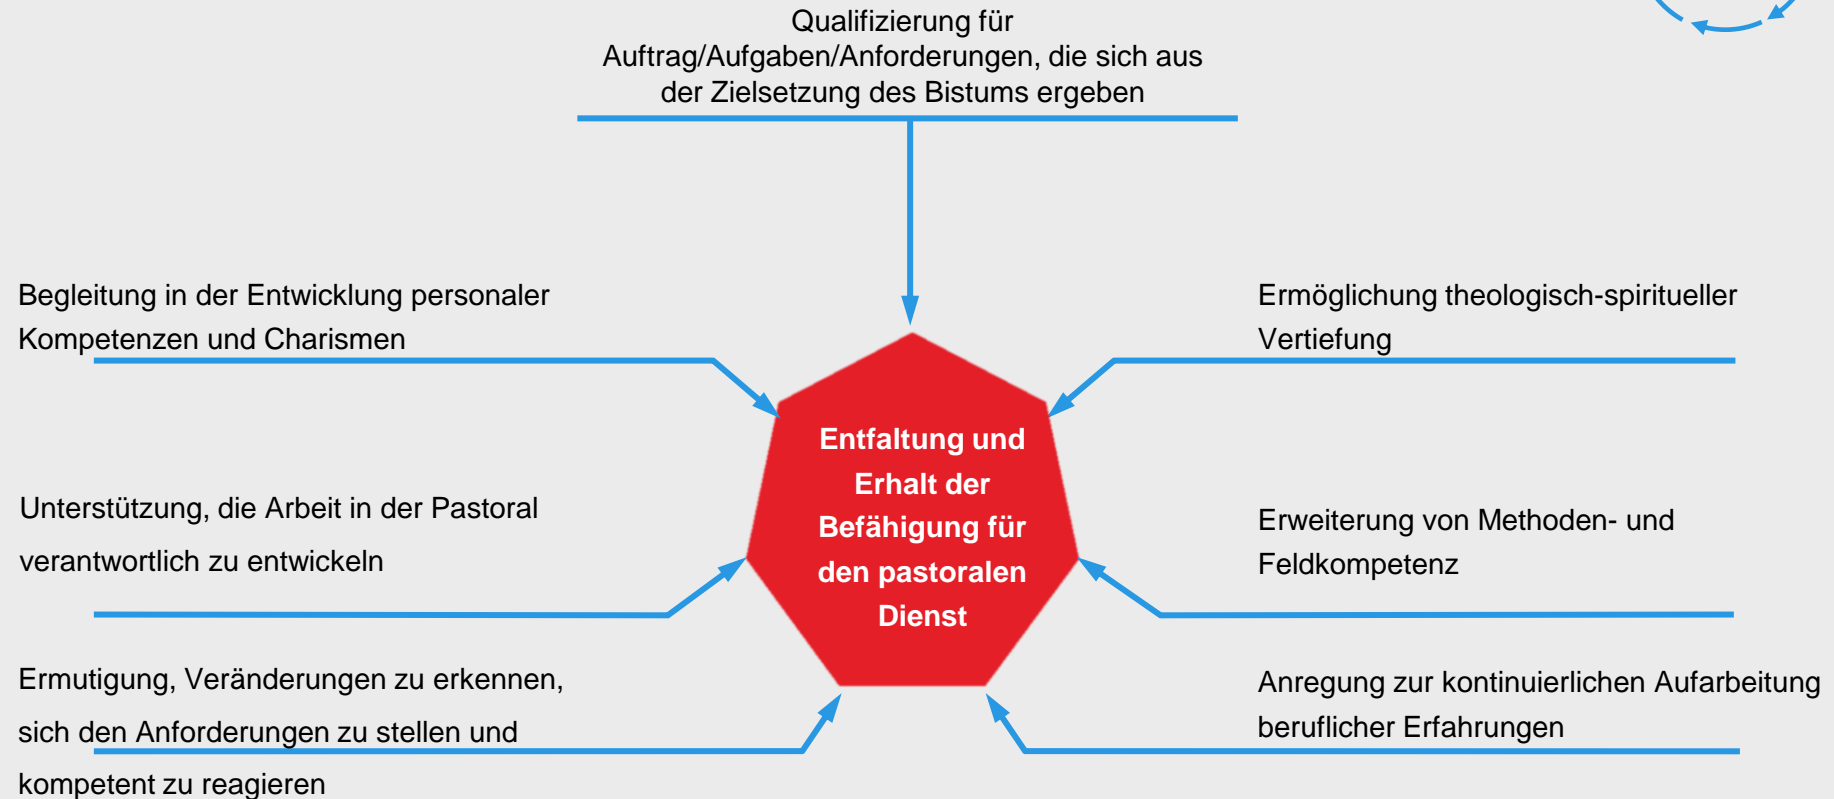 Qualifizierung für
Auftrag/Aufgaben/Anforderungen, die sich aus
der Zielsetzung des Bistums ergeben
Begleitung in der Entwicklung personaler
Kompetenzen und Charismen
Ermöglichung theologisch-spiritueller
Vertiefung
Entfaltung und
Erhalt der
Befähigung für
den pastoralen
Dienst
Unterstützung, die Arbeit in der Pastoral
verantwortlich zu entwickeln
Erweiterung von Methoden- und
Feldkompetenz
Ermutigung, Veränderungen zu erkennen,
sich den Anforderungen zu stellen und
kompetent zu reagieren
Anregung zur kontinuierlichen Aufarbeitung
beruflicher Erfahrungen